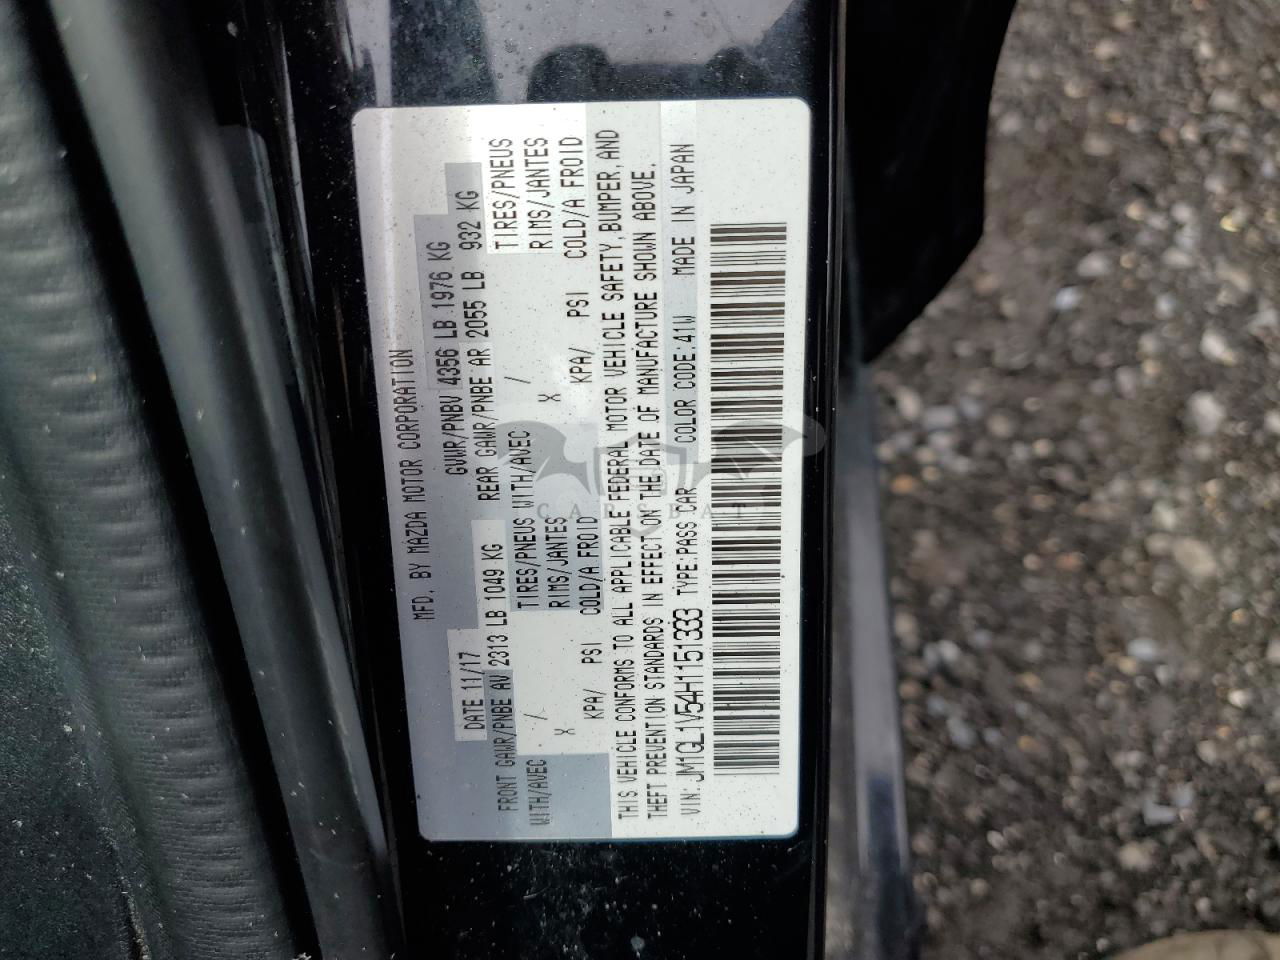 MFD. BY MAZDA MOTOR CORPORATION
DATE 11/17 GVWR/PNBV 4356 LB 1976 KG
FRONT GAWR/PNBE AV 2313 LB 1049 KG REAR GAWR/PNBE AR 2055 LB 932 KG
WITH/AVEC / TIRES/PNEUS WITH/AVEC / TIRES/PNEUS
X RIMS/JANTES X RIMS/JANTES
KPA/ PSI COLD/A FROID KPA/ PSI COLD/A FROID
THIS VEHICLE CONFORMS TO ALL APPLICABLE FEDERAL MOTOR VEHICLE SAFETY, BUMPER, AND
THEFT PREVENTION STANDARDS IN EFFECT ON THE DATE OF MANUFACTURE SHOWN ABOVE.
VIN: JM1GL1V54H1151333 TYPE: PASS CAR COLOR CODE: 41W MADE IN JAPAN
CARSBAT